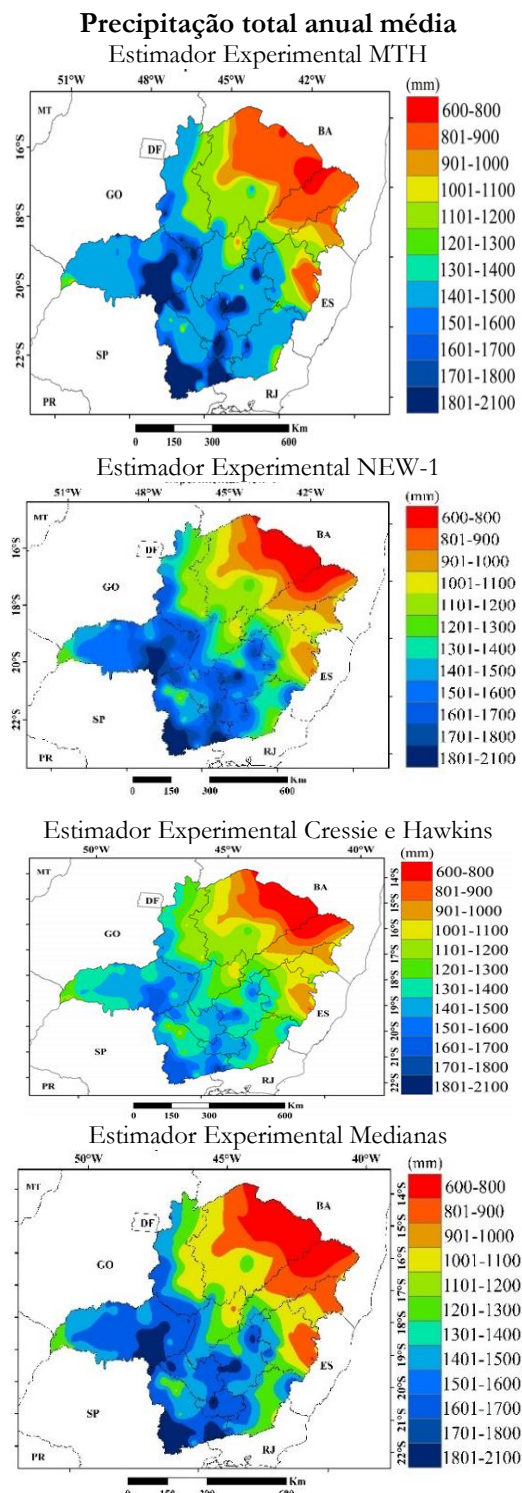 Precipitação total anual média
Estimador Experimental MTH
51°W 48°W 45°W 42°W
(mm)
MT
BA
600-800
801-900
901-1000
1001-1100
1101-1200
1201-1300
1301-1400
1401-1500
1501-1600
1601-1700
1701-1800
1801-2100
16°S
DF
GO
18°S
20°S
ES
SP
22°S
RJ
PR
Km
0 150 300 600
Estimador Experimental NEW-1
51°W 48°W 45°W 42°W
(mm)
MT
BA
600-800
801-900
901-1000
1001-1100
1101-1200
1201-1300
1301-1400
1401-1500
1501-1600
1601-1700
1701-1800
1801-2100
16°S
DF
GO
18°S
20°S
ES
SP
22°S
RJ
PR
Km
0 150 300 600
Estimador Experimental Cressie e Hawkins
50°W 45°W 40°W
(mm)
MT
BA
600-800
801-900
901-1000
1001-1100
1101-1200
1201-1300
1301-1400
1401-1500
1501-1600
1601-1700
1701-1800
1801-2100
14°S
15°S
16°S
17°S
18°S
19°S
20°S
21°S
22°S
DF
GO
ES
SP
RJ
PR
Km
0 150 300 600
Estimador Experimental Medianas
50°W 45°W 40°W
(mm)
MT
BA
600-800
801-900
901-1000
1001-1100
1101-1200
1201-1300
1301-1400
1401-1500
1501-1600
1601-1700
1701-1800
1801-2100
14°S
15°S
16°S
17°S
18°S
19°S
20°S
21°S
22°S
DF
GO
ES
SP
RJ
PR
Km
0 150